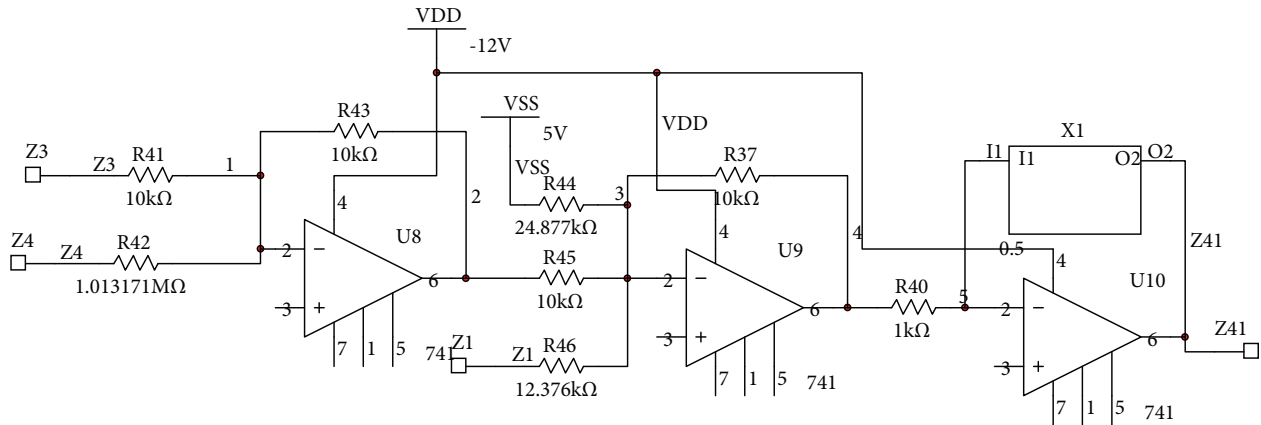 VDD
-12V
R43
10kΩ
VSS
5V
VSS
VDD
X1
I1
I1
O2
O2
Z3
Z3
R41
10kΩ
1
2
R44
24.877kΩ
3
R37
10kΩ
4
4
Z4
Z4
R42
1.013171MΩ
2
3
U8
6
7
1
5
741
R45
10kΩ
Z1
Z1
R46
12.376kΩ
2
3
4
U9
6
7
1
5
741
R40
1kΩ
5
0.5
4
U10
2
3
6
7
1
5
741
Z41
Z41